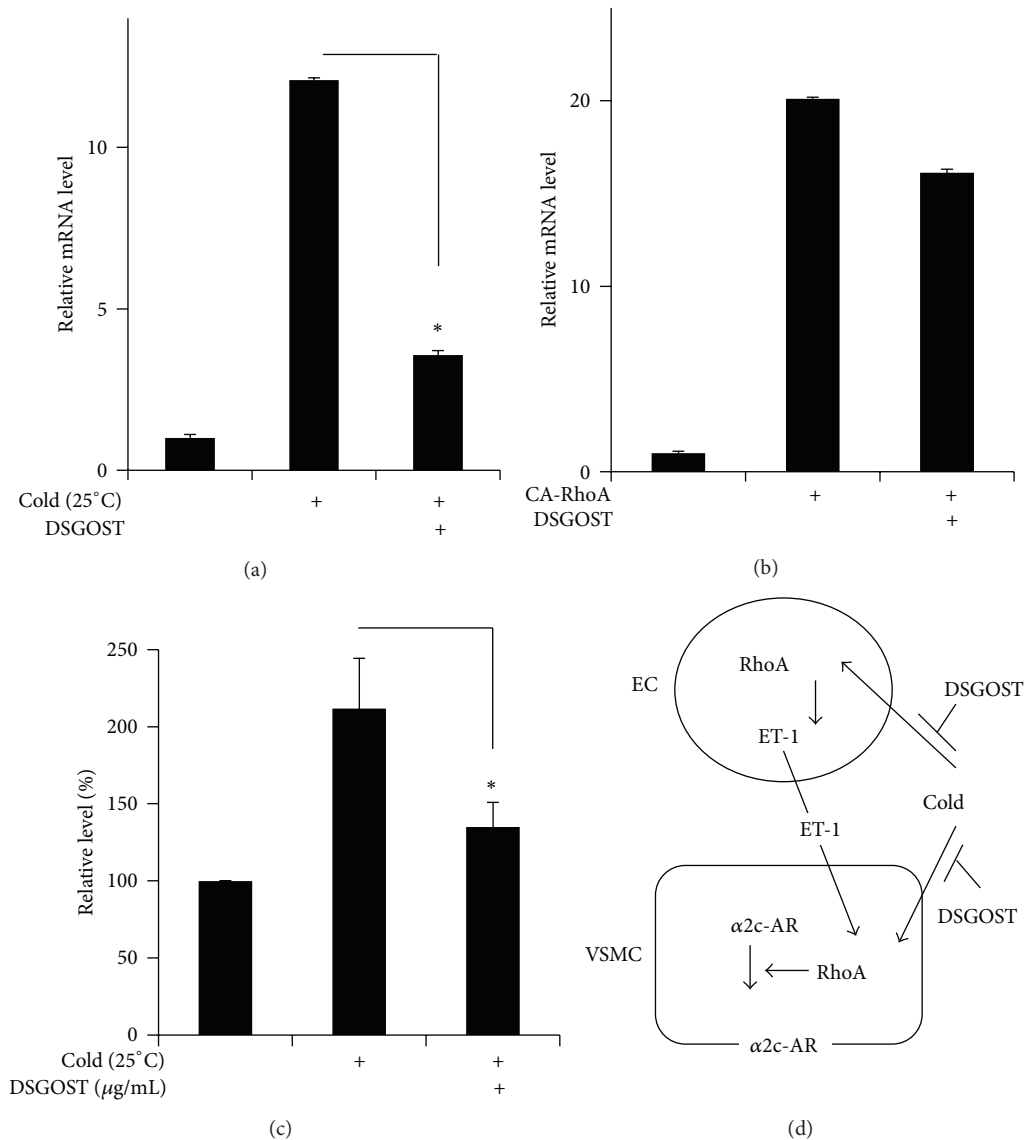 Relative mRNA level
10
5
0
*
Cold (25°C) + +
DSGOST +
(a)
Relative mRNA level
20
10
0
CA-RhoA + +
DSGOST +
(b)
Relative level (%)
250
200
150
100
50
0
*
Cold (25°C) + +
DSGOST (μg/mL) +
(c)
EC
RhoA
ET-1
DSGOST
Cold
ET-1
DSGOST
VSMC
α2c-AR
RhoA
α2c-AR
(d)